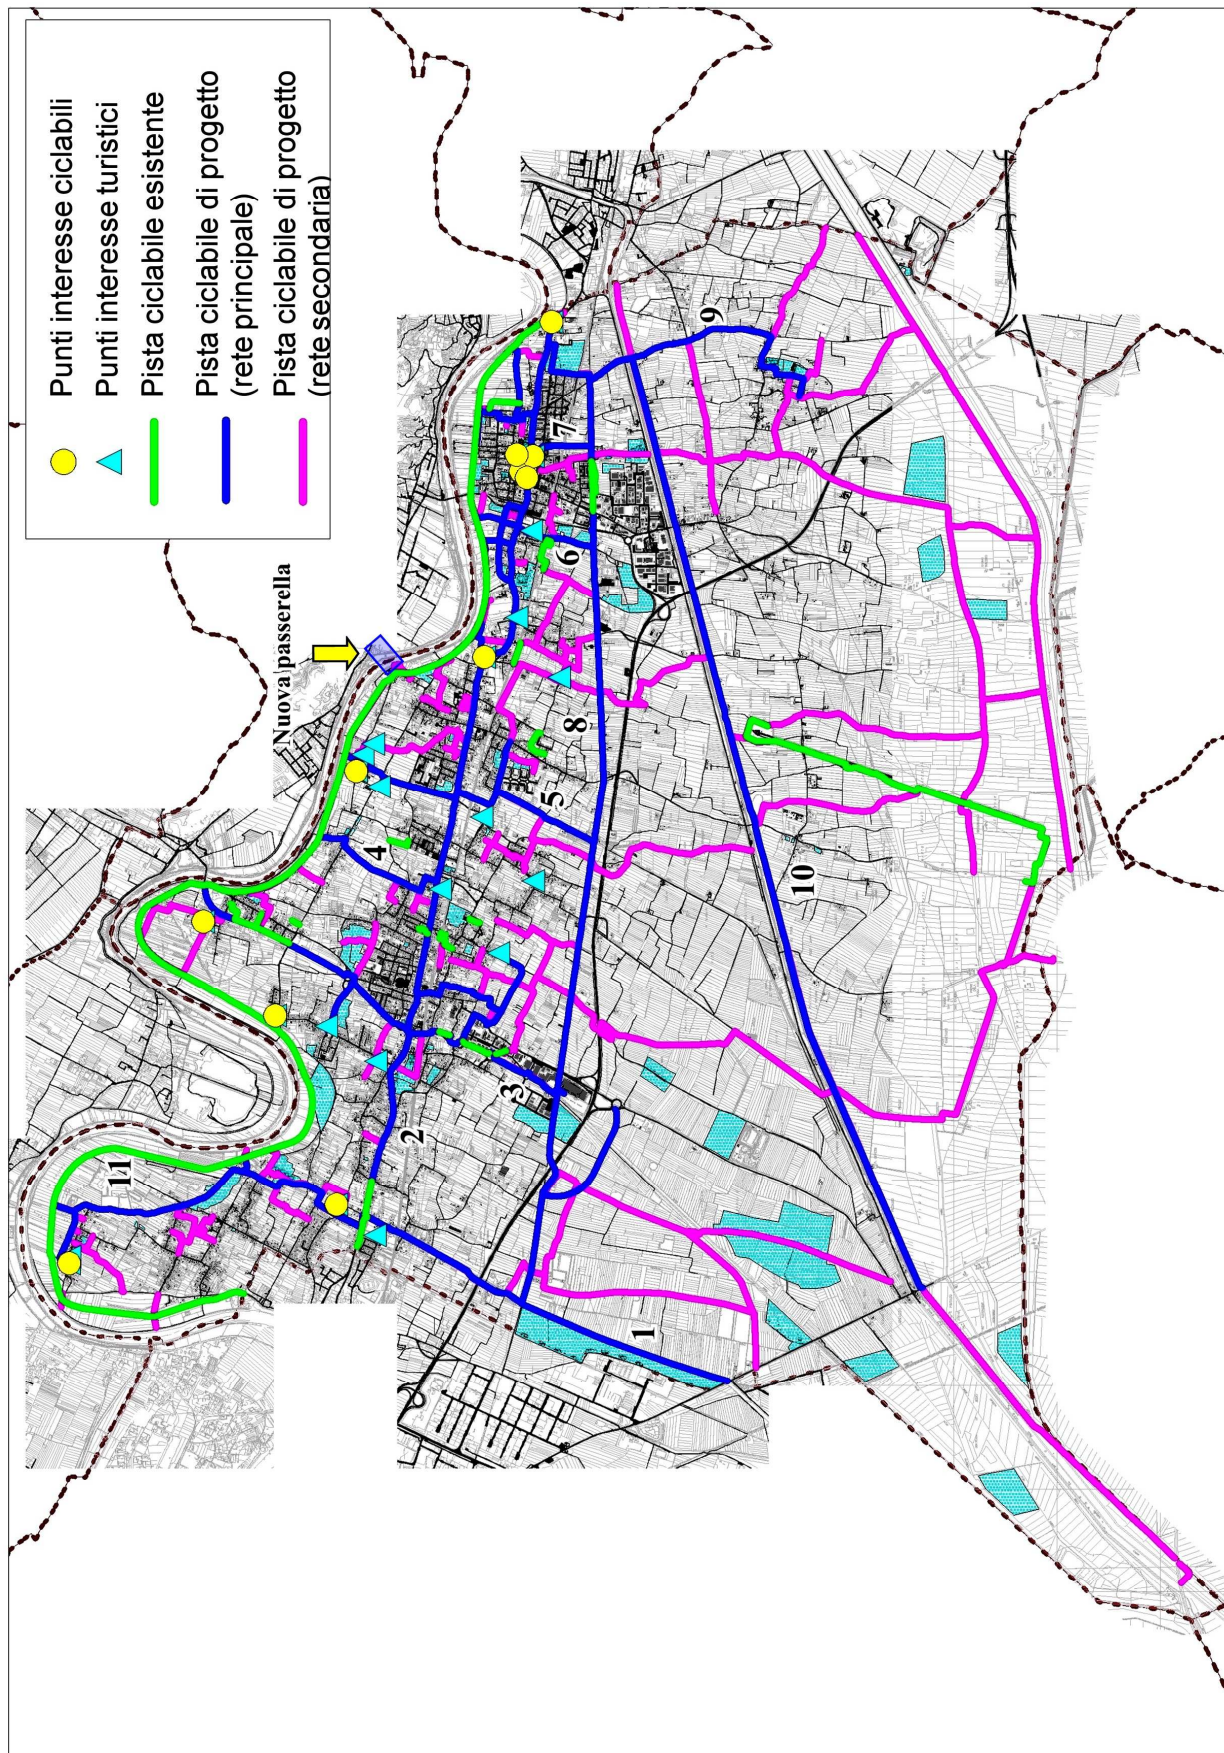 Punti interesse ciclabili
Punti interesse turistici
Pista ciclabile esistente
Pista ciclabile di progetto
(rete principale)
Pista ciclabile di progetto
(rete secondaria)
Nuova passerella
11
2
1
3
4
5
10
8
6
7
9